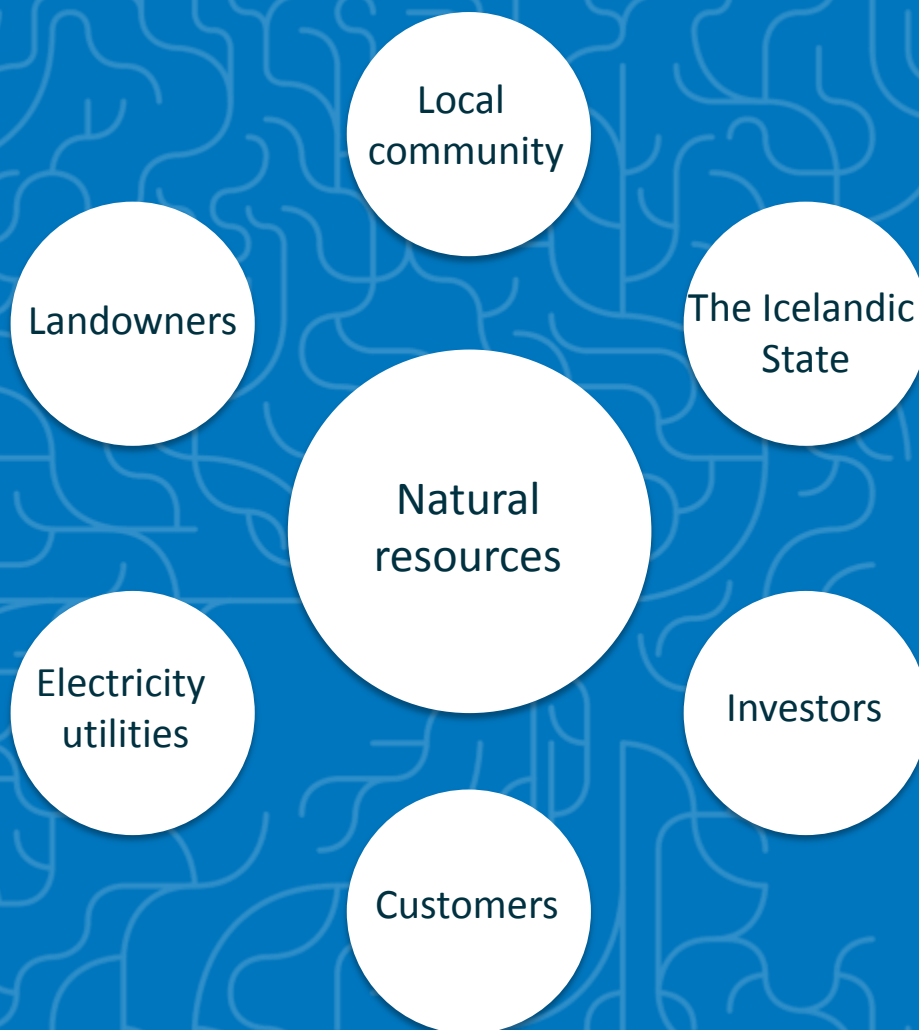 Local
community
Landowners
The Icelandic
State
Natural
resources
Electricity
utilities
Investors
Customers